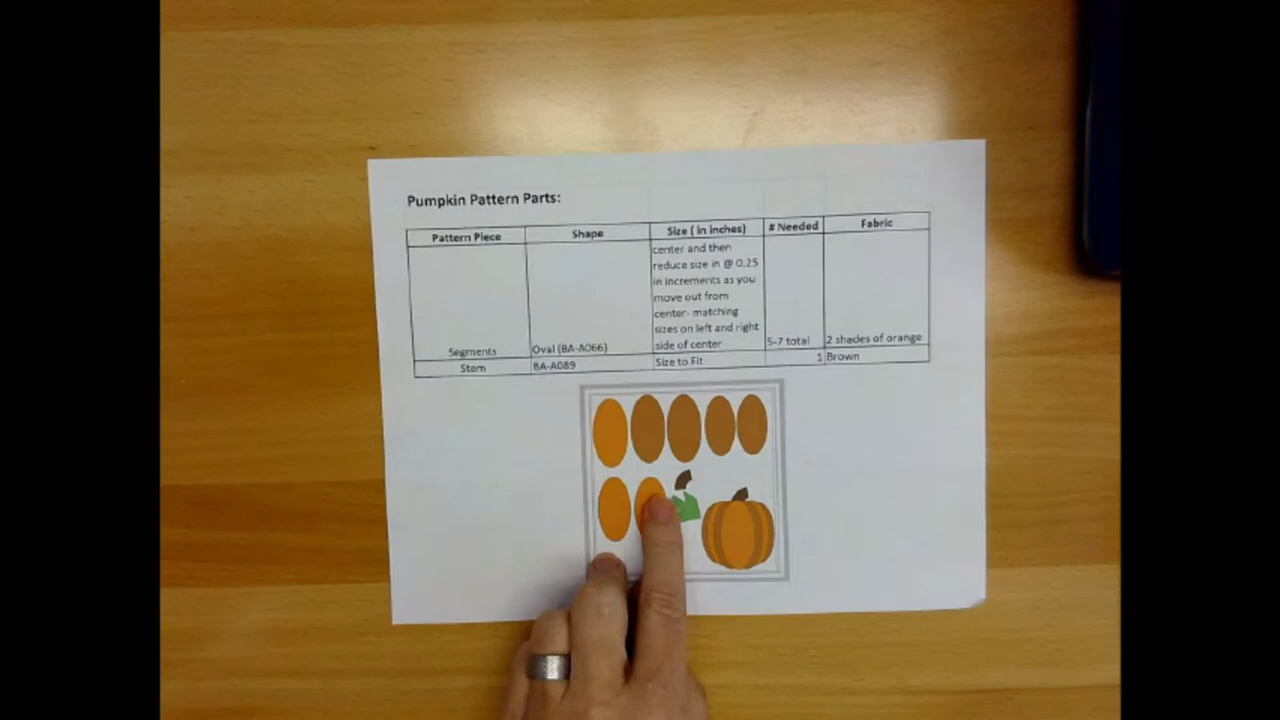 Pumpkin Pattern Parts:
Pattern Piece Shape Size ( in inches) # Needed Fabric
center and then
reduce size in @ 0.25
in increments as you
move out from
center- matching
sizes on left and right
Segments Oval (BA-A066) side of center 5-7 total 2 shades of orange
Stem BA-A089 Size to Fit 1 Brown